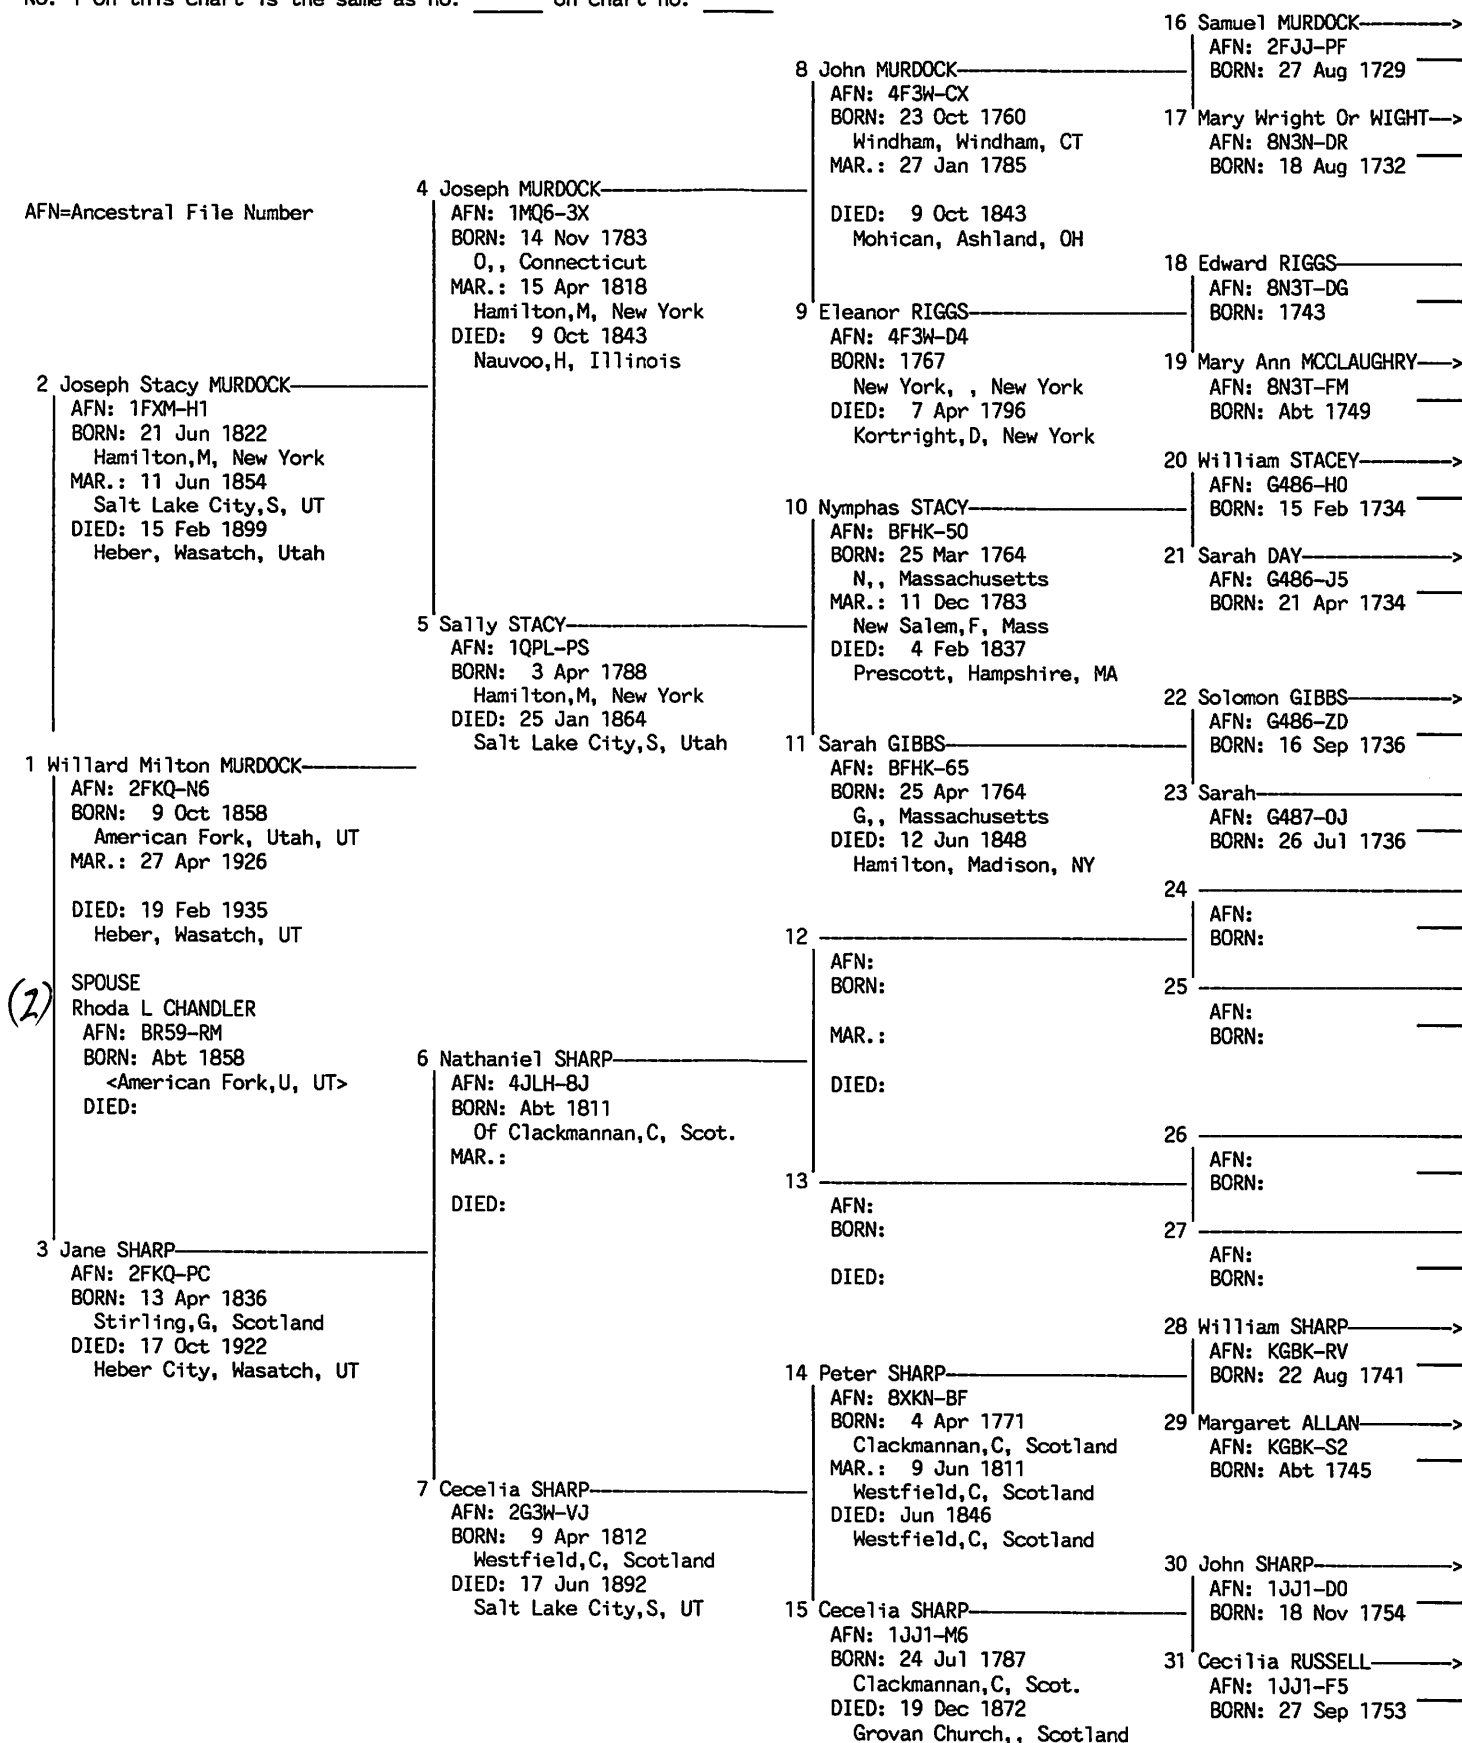 No. 1 on this chart is the same as no. ______ on chart no. ______
AFN=Ancestral File Number
1 Willard Milton MURDOCK
AFN: 2FKQ-N6
BORN: 9 Oct 1858
American Fork, Utah, UT
MAR.: 27 Apr 1926
DIED: 19 Feb 1935
Heber, Wasatch, UT
(2)
SPOUSE
Rhoda L CHANDLER
AFN: BR59-RM
BORN: Abt 1858
<American Fork,U, UT>
DIED:
2 Joseph Stacy MURDOCK
AFN: 1FXM-H1
BORN: 21 Jun 1822
Hamilton,M, New York
MAR.: 11 Jun 1854
Salt Lake City,S, UT
DIED: 15 Feb 1899
Heber, Wasatch, Utah
3 Jane SHARP
AFN: 2FKQ-PC
BORN: 13 Apr 1836
Stirling,G, Scotland
DIED: 17 Oct 1922
Heber City, Wasatch, UT
4 Joseph MURDOCK
AFN: 1MQ6-3X
BORN: 14 Nov 1783
O,, Connecticut
MAR.: 15 Apr 1818
Hamilton,M, New York
DIED: 9 Oct 1843
Nauvoo,H, Illinois
5 Sally STACY
AFN: 1QPL-PS
BORN: 3 Apr 1788
Hamilton,M, New York
DIED: 25 Jan 1864
Salt Lake City,S, Utah
6 Nathaniel SHARP
AFN: 4JLH-8J
BORN: Abt 1811
Of Clackmannan,C, Scot.
MAR.:
DIED:
7 Cecelia SHARP
AFN: 2G3W-VJ
BORN: 9 Apr 1812
Westfield,C, Scotland
DIED: 17 Jun 1892
Salt Lake City,S, UT
8 John MURDOCK
AFN: 4F3W-CX
BORN: 23 Oct 1760
Windham, Windham, CT
MAR.: 27 Jan 1785
DIED: 9 Oct 1843
Mohican, Ashland, OH
9 Eleanor RIGGS
AFN: 4F3W-D4
BORN: 1767
New York, , New York
DIED: 7 Apr 1796
Kortright,D, New York
10 Nymphas STACY
AFN: BFHK-50
BORN: 25 Mar 1764
N,, Massachusetts
MAR.: 11 Dec 1783
New Salem,F, Mass
DIED: 4 Feb 1837
Prescott, Hampshire, MA
11 Sarah GIBBS
AFN: BFHK-65
BORN: 25 Apr 1764
G,, Massachusetts
DIED: 12 Jun 1848
Hamilton, Madison, NY
12
AFN:
BORN:
MAR.:
DIED:
13
AFN:
BORN:
DIED:
14 Peter SHARP
AFN: 8XKN-BF
BORN: 4 Apr 1771
Clackmannan,C, Scotland
MAR.: 9 Jun 1811
Westfield,C, Scotland
DIED: Jun 1846
Westfield,C, Scotland
15 Cecelia SHARP
AFN: 1JJ1-M6
BORN: 24 Jul 1787
Clackmannan,C, Scot.
DIED: 19 Dec 1872
Grovan Church,, Scotland
16 Samuel MURDOCK
AFN: 2FJJ-PF
BORN: 27 Aug 1729
17 Mary Wright Or WIGHT
AFN: 8N3N-DR
BORN: 18 Aug 1732
18 Edward RIGGS
AFN: 8N3T-DG
BORN: 1743
19 Mary Ann MCCLAUGHRY
AFN: 8N3T-FM
BORN: Abt 1749
20 William STACEY
AFN: G486-H0
BORN: 15 Feb 1734
21 Sarah DAY
AFN: G486-J5
BORN: 21 Apr 1734
22 Solomon GIBBS
AFN: G486-ZD
BORN: 16 Sep 1736
23 Sarah
AFN: G487-0J
BORN: 26 Jul 1736
24
AFN:
BORN:
25
AFN:
BORN:
26
AFN:
BORN:
27
AFN:
BORN:
28 William SHARP
AFN: KGBK-RV
BORN: 22 Aug 1741
29 Margaret ALLAN
AFN: KGBK-S2
BORN: Abt 1745
30 John SHARP
AFN: 1JJ1-D0
BORN: 18 Nov 1754
31 Cecilia RUSSELL
AFN: 1JJ1-F5
BORN: 27 Sep 1753